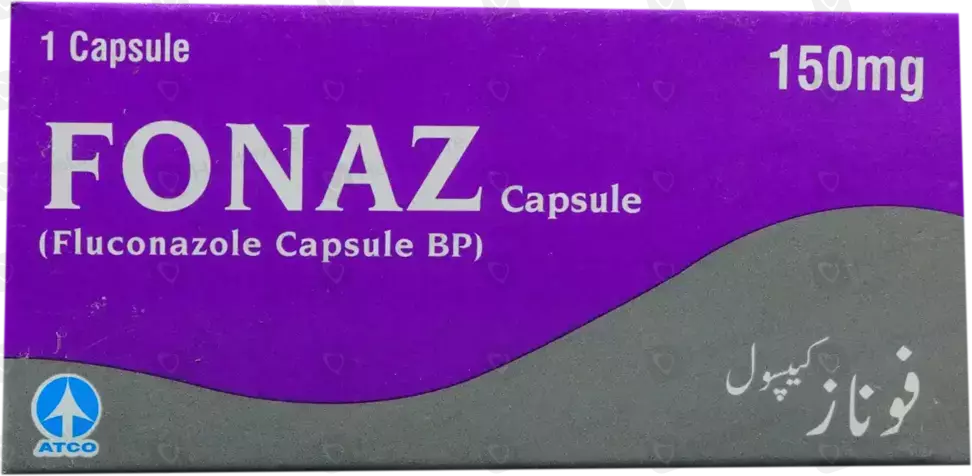 1 Capsule
150mg
FONAZ Capsule
(Fluconazole Capsule BP)
فوناز کیپسول
ATCO